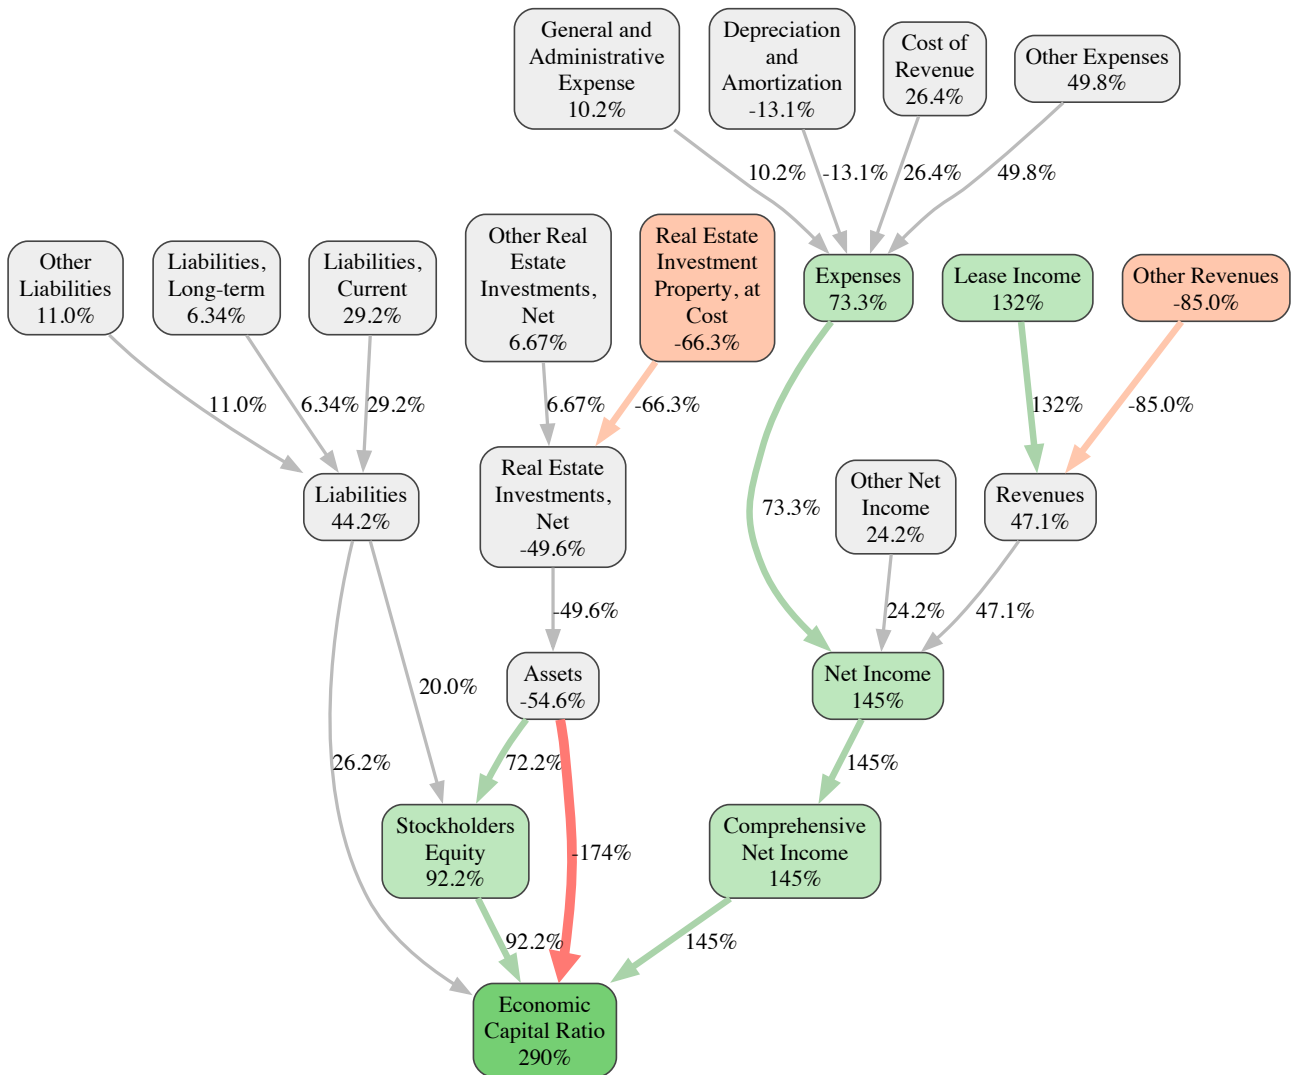 General and
Administrative
Expense
10.2%
Depreciation
and
Amortization
-13.1%
Cost of
Revenue
26.4%
Other Expenses
49.8%
10.2%
-13.1%
26.4%
49.8%
Other
Liabilities
11.0%
Liabilities,
Long-term
6.34%
Liabilities,
Current
29.2%
Other Real
Estate
Investments,
Net
6.67%
Real Estate
Investment
Property, at
Cost
-66.3%
Expenses
73.3%
Lease Income
132%
Other Revenues
-85.0%
11.0%
6.34%
29.2%
6.67%
-66.3%
132%
-85.0%
Liabilities
44.2%
Real Estate
Investments,
Net
-49.6%
73.3%
Other Net
Income
24.2%
Revenues
47.1%
-49.6%
24.2%
47.1%
20.0%
Assets
-54.6%
Net Income
145%
26.2%
72.2%
145%
Stockholders
Equity
92.2%
-174%
Comprehensive
Net Income
145%
92.2%
145%
Economic
Capital Ratio
290%